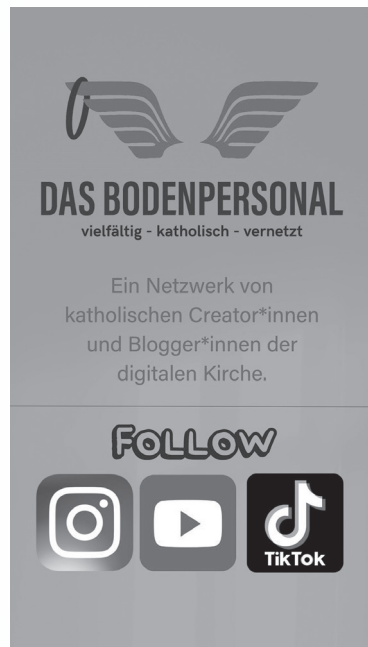 DAS BODENPERSONAL
vielfältig - katholisch - vernetzt
Ein Netzwerk von
katholischen Creator*innen
und Blogger*innen der
digitalen Kirche.
FOLLOW
TikTok